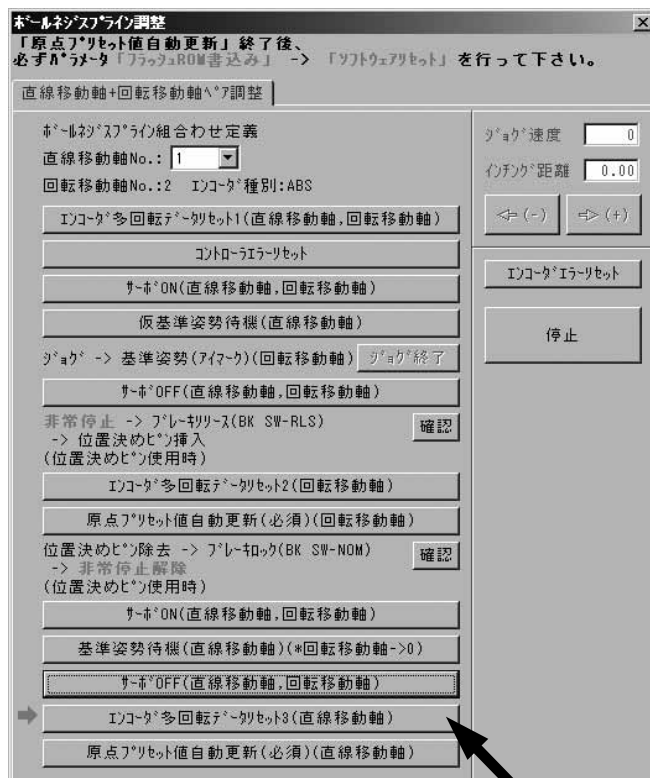 ﾎﾞｰﾙﾈｼﾞｽﾌﾟﾗｲﾝ調整
「原点ﾌﾟﾘｾｯﾄ値自動更新」終了後、
必ずﾊﾟﾗﾒｰﾀ「ﾌﾗｯｼｭROM書込み」 -> 「ｿﾌﾄｳｪｱﾘｾｯﾄ」を行って下さい。
直線移動軸+回転移動軸ﾍﾟｱ調整
ﾎﾞｰﾙﾈｼﾞｽﾌﾟﾗｲﾝ組合わせ定義
直線移動軸No.: 1
回転移動軸No.:2 ｴﾝｺｰﾀﾞ種別:ABS
ｴﾝｺｰﾀﾞ多回転ﾃﾞｰﾀﾘｾｯﾄ1(直線移動軸,回転移動軸)
ｺﾝﾄﾛｰﾗｴﾗｰﾘｾｯﾄ
ｻｰﾎﾞON(直線移動軸,回転移動軸)
仮基準姿勢待機(直線移動軸)
ｼﾞｮｸﾞ -> 基準姿勢(ｱｲﾏｰｸ)(回転移動軸) ｼﾞｮｸﾞ終了
ｻｰﾎﾞOFF(直線移動軸,回転移動軸)
非常停止 -> ﾌﾞﾚｰｷﾘﾘｰｽ(BK SW-RLS) 確認
-> 位置決めﾋﾟﾝ挿入
(位置決めﾋﾟﾝ使用時)
ｴﾝｺｰﾀﾞ多回転ﾃﾞｰﾀﾘｾｯﾄ2(回転移動軸)
原点ﾌﾟﾘｾｯﾄ値自動更新(必須)(回転移動軸)
位置決めﾋﾟﾝ除去 -> ﾌﾞﾚｰｷﾛｯｸ(BK SW-NOM) 確認
-> 非常停止解除
(位置決めﾋﾟﾝ使用時)
ｻｰﾎﾞON(直線移動軸,回転移動軸)
基準姿勢待機(直線移動軸)(*回転移動軸->0)
ｻｰﾎﾞOFF(直線移動軸,回転移動軸)
ｴﾝｺｰﾀﾞ多回転ﾃﾞｰﾀﾘｾｯﾄ3(直線移動軸)
原点ﾌﾟﾘｾｯﾄ値自動更新(必須)(直線移動軸)
ｼﾞｮｸﾞ速度 0
ｲﾝﾁﾝｸﾞ距離 0.00
(-) (+)
ｴﾝｺｰﾀﾞｴﾗｰﾘｾｯﾄ
停止